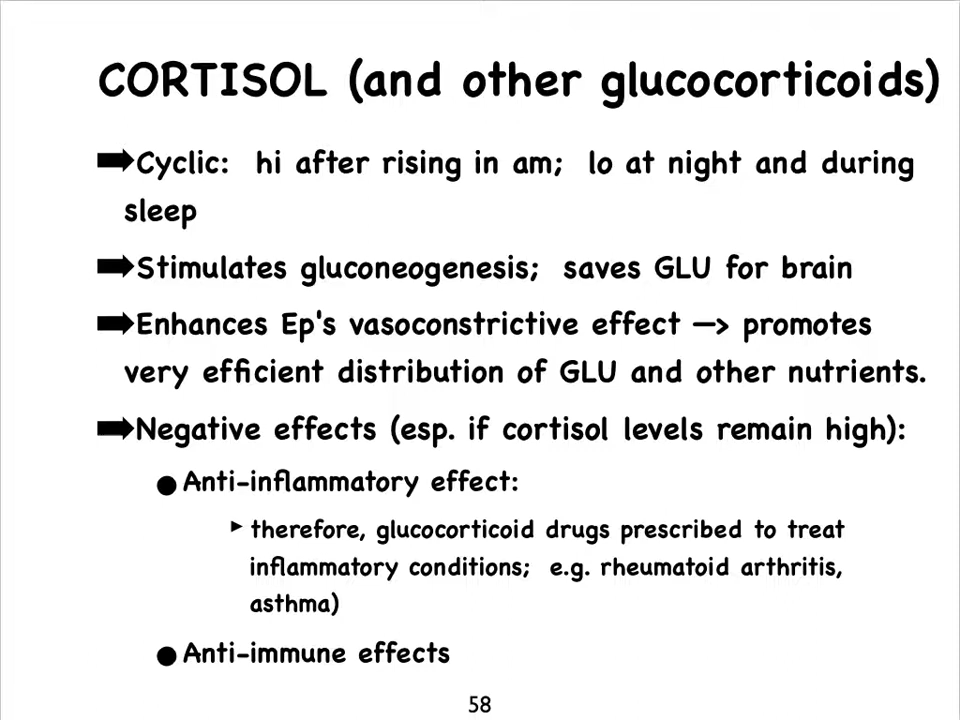 CORTISOL (and other glucocorticoids)
➡Cyclic: hi after rising in am; lo at night and during
sleep
➡Stimulates gluconeogenesis; saves GLU for brain
➡Enhances Ep's vasoconstrictive effect —> promotes
very efficient distribution of GLU and other nutrients.
➡Negative effects (esp. if cortisol levels remain high):
●Anti-inflammatory effect:
▸therefore, glucocorticoid drugs prescribed to treat
inflammatory conditions; e.g. rheumatoid arthritis,
asthma)
●Anti-immune effects
58